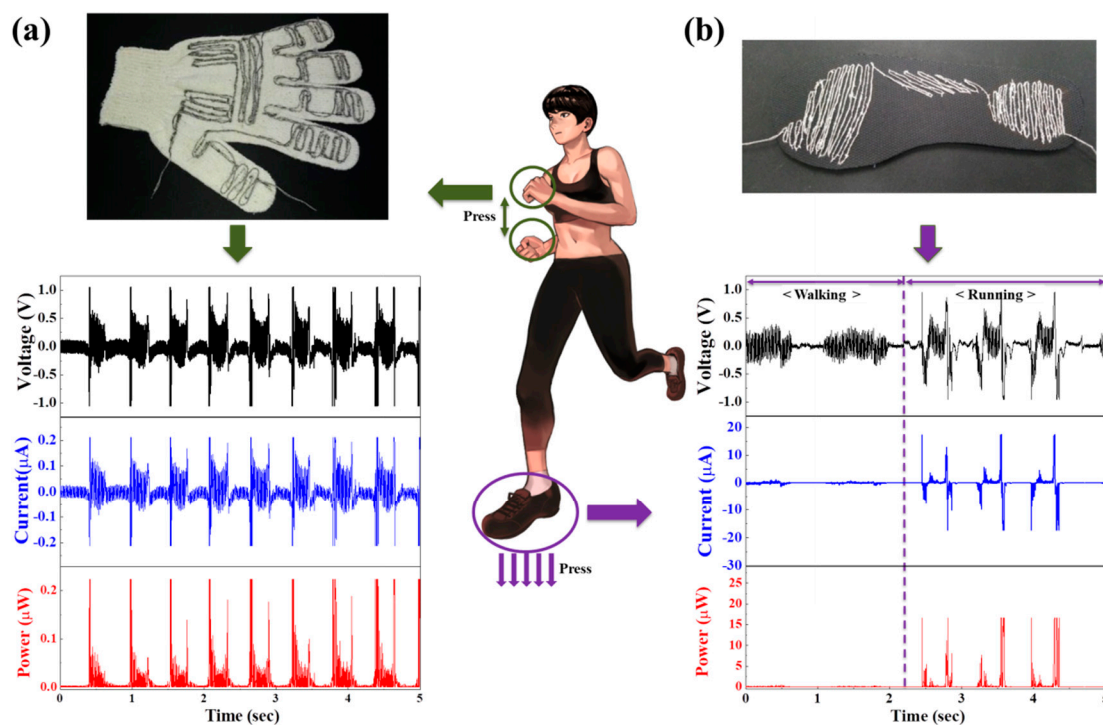 (a)
(b)
Press
Press
Voltage (V)
1.0
0.5
0.0
-0.5
-1.0
Current(μA)
0.2
0.1
0.0
-0.1
-0.2
Power (μW)
0.2
0.1
0.0
0 1 2 3 4 5
Time (sec)
< Walking > < Running >
Voltage (V)
1.0
0.5
0.0
-0.5
-1.0
Current (μA)
20
10
0
-10
-20
-30
Power (μW)
25
20
15
10
5
0
0 1 2 3 4 5
Time (sec)